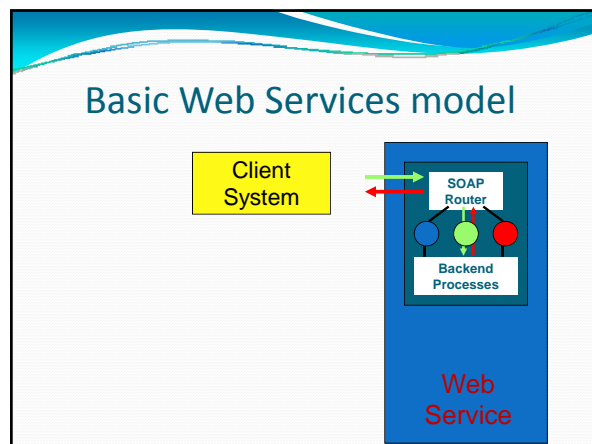 Basic Web Services model
Client
System
SOAP
Router
Backend
Processes
Web
Service